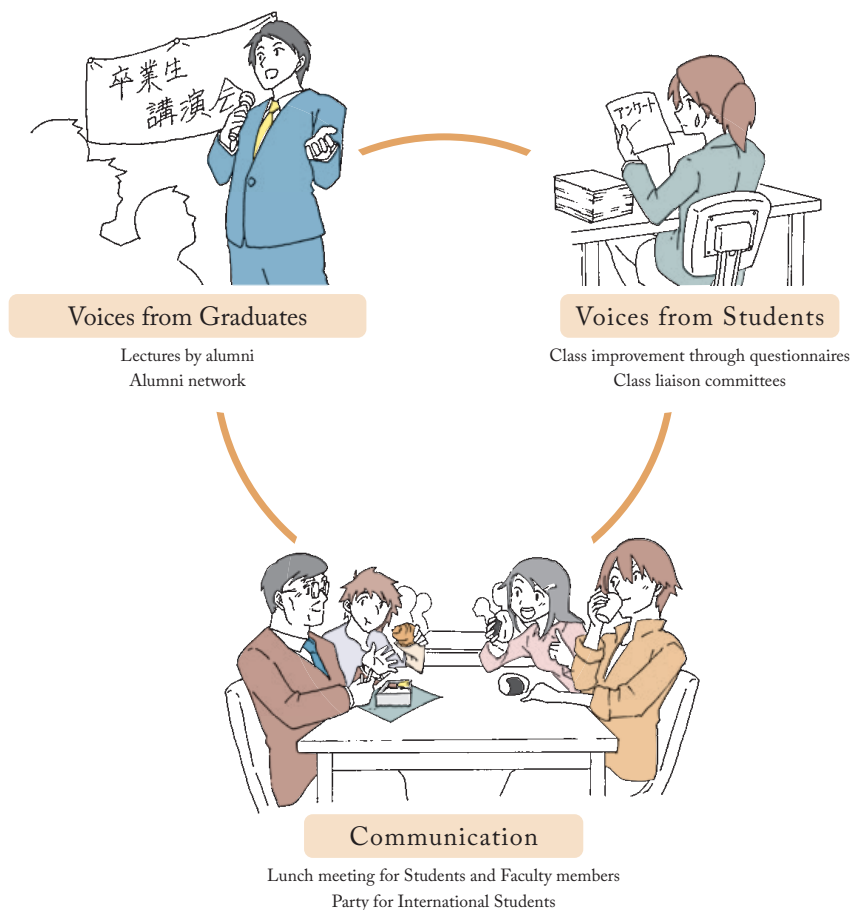 卒業生
講演会
アンケート
Voices from Graduates
Lectures by alumni
Alumni network
Voices from Students
Class improvement through questionnaires
Class liaison committees
Communication
Lunch meeting for Students and Faculty members
Party for International Students